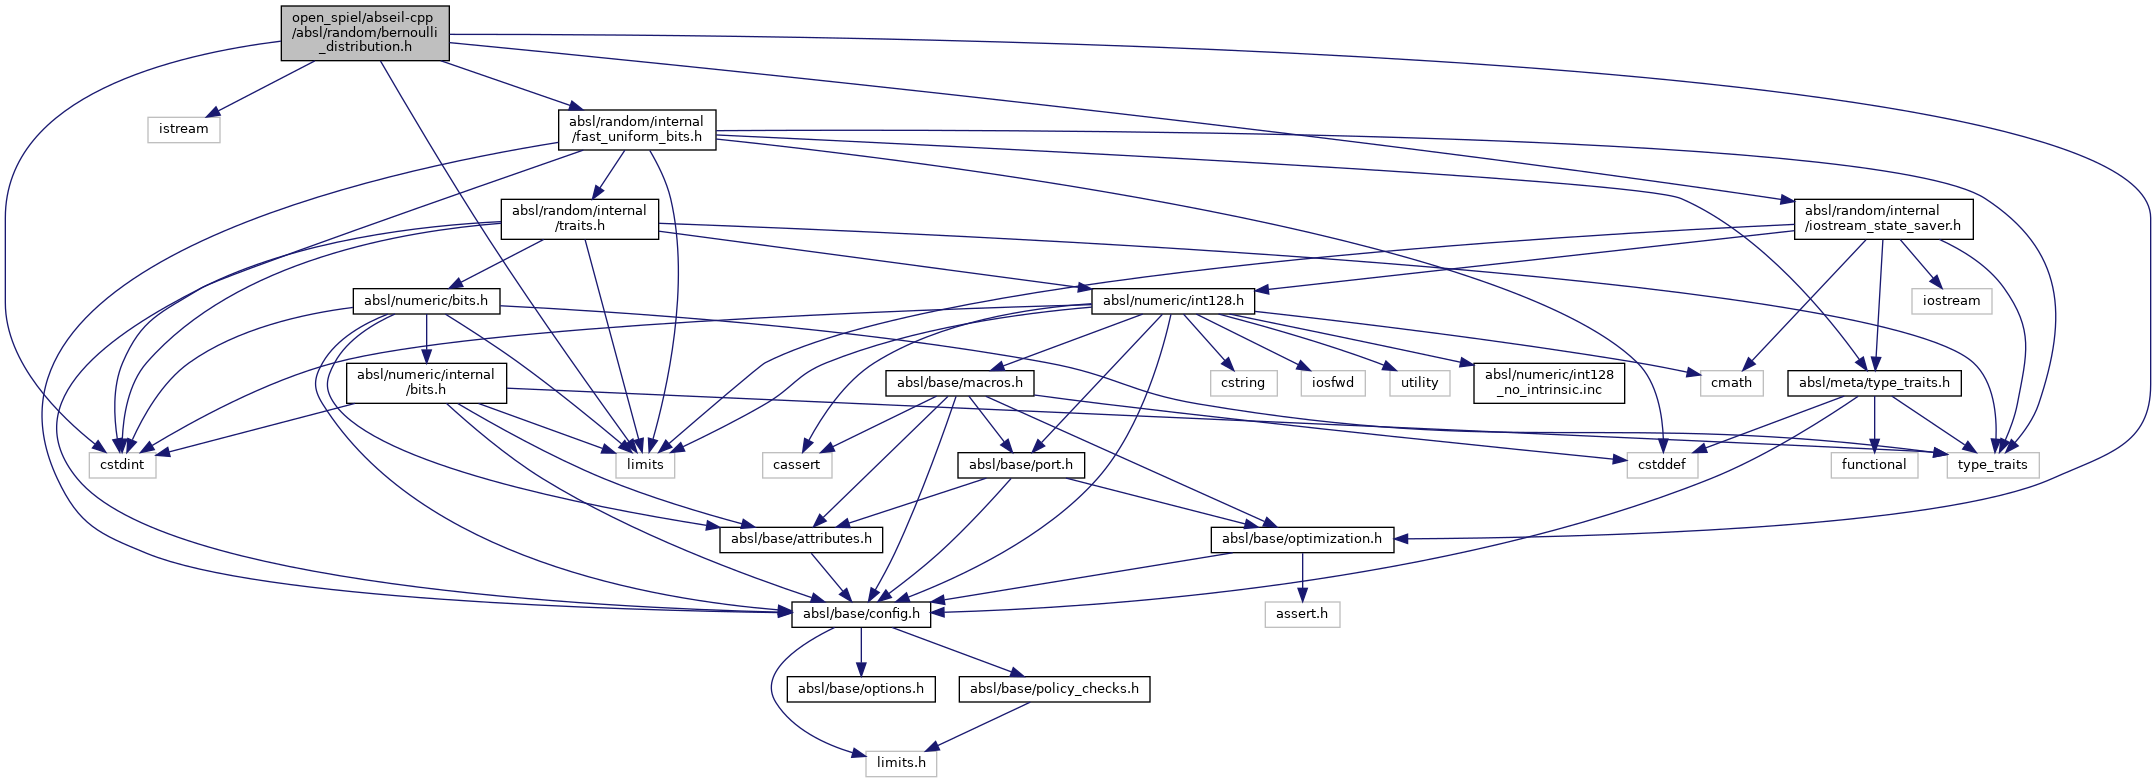 open_spiel/abseil-cpp
/absl/random/bernoulli
_distribution.h
istream
absl/random/internal
/fast_uniform_bits.h
absl/random/internal
/traits.h
absl/random/internal
/iostream_state_saver.h
absl/numeric/bits.h
absl/numeric/int128.h
iostream
absl/numeric/internal
/bits.h
absl/base/macros.h
cstring
iosfwd
utility
absl/numeric/int128
_no_intrinsic.inc
cmath
absl/meta/type_traits.h
cstdint
limits
cassert
absl/base/port.h
cstddef
functional
type_traits
absl/base/attributes.h
absl/base/optimization.h
absl/base/config.h
assert.h
absl/base/options.h
absl/base/policy_checks.h
limits.h